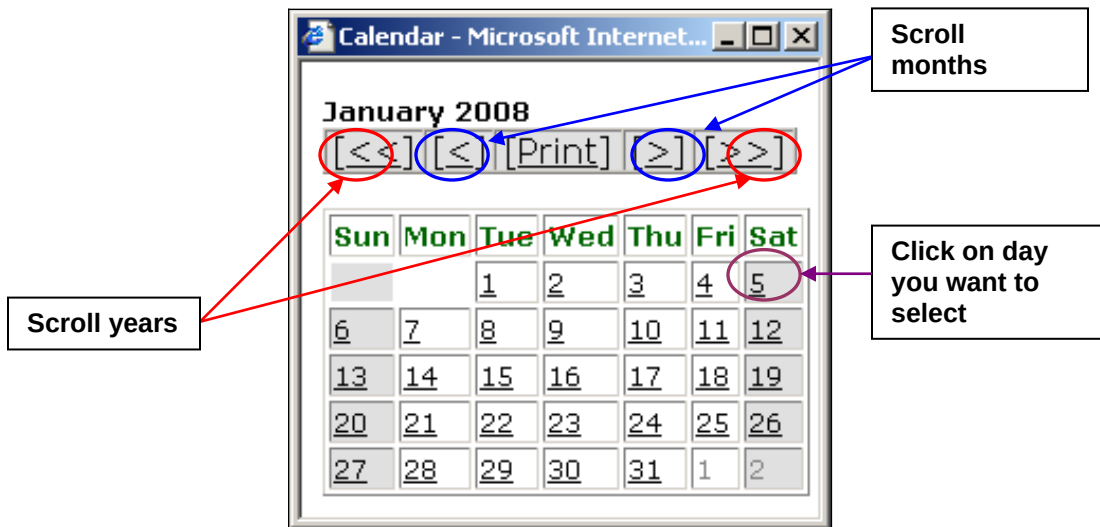 Calendar - Microsoft Internet...
Scroll
months
January 2008
[<<] [<] [Print] [>] [>>]
Sun Mon Tue Wed Thu Fri Sat
1 2 3 4 5
Click on day
you want to
select
Scroll years
6 7 8 9 10 11 12
13 14 15 16 17 18 19
20 21 22 23 24 25 26
27 28 29 30 31 1 2